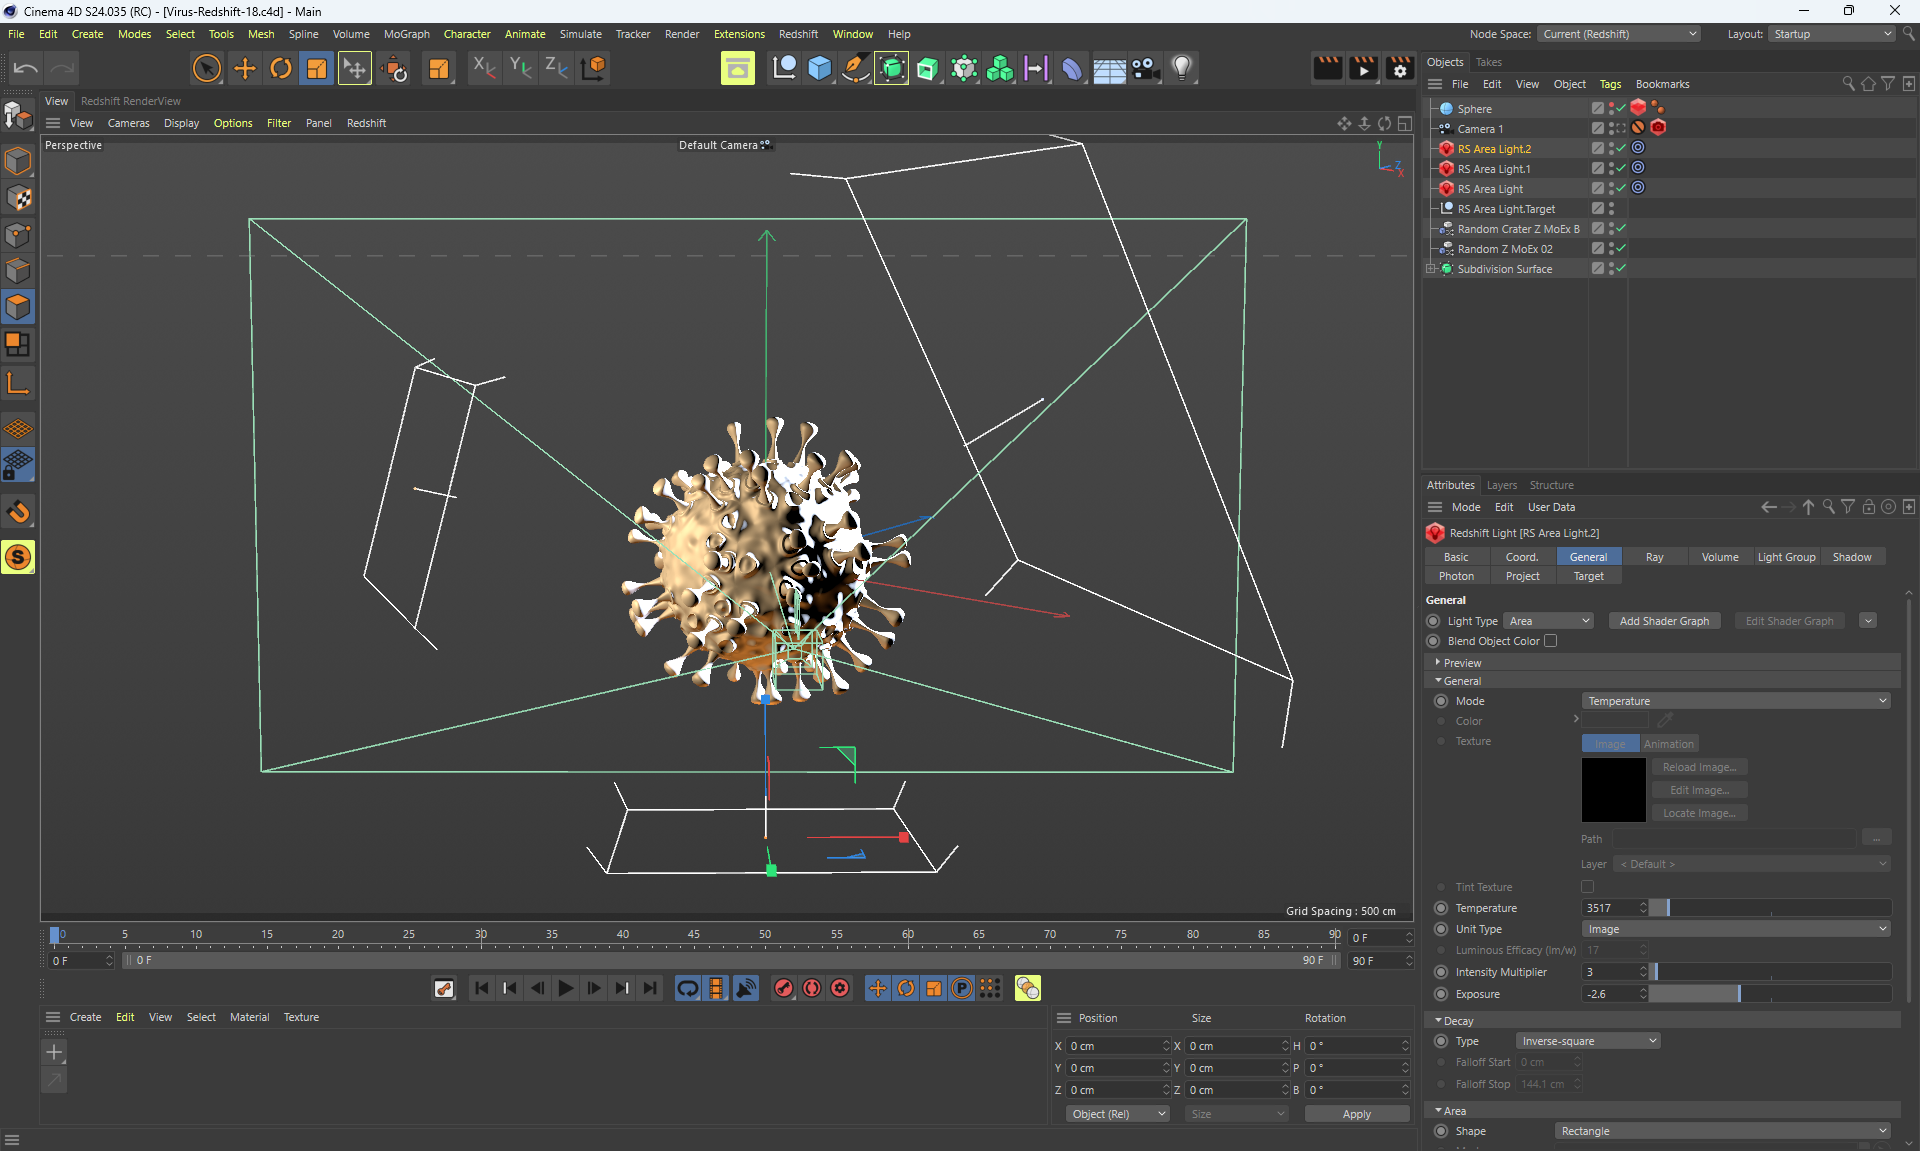 Cinema 4D S24.035 (RC) - [Virus-Redshift-18.c4d] - Main
File Edit Create Modes Select Tools Mesh Spline Volume MoGraph Character Animate Simulate Tracker Render Extensions Redshift Window Help
Node Space: Current (Redshift) Layout: Startup
View Redshift RenderView
View Cameras Display Options Filter Panel Redshift
Perspective
Default Camera
Y
Z
X
Grid Spacing : 500 cm
0 5 10 15 20 25 30 35 40 45 50 55 60 65 70 75 80 85 90
0 F
0 F
0 F
90 F
90 F
Create Edit View Select Material Texture
Position Size Rotation
X 0 cm X 0 cm H 0 °
Y 0 cm Y 0 cm P 0 °
Z 0 cm Z 0 cm B 0 °
Object (Rel) Size Apply
Objects Takes
File Edit View Object Tags Bookmarks
Sphere
Camera 1
RS Area Light.2
RS Area Light.1
RS Area Light
RS Area Light.Target
Random Crater Z MoEx B
Random Z MoEx 02
Subdivision Surface
Attributes Layers Structure
Mode Edit User Data
Redshift Light [RS Area Light.2]
Basic Coord. General Ray Volume Light Group Shadow
Photon Project Target
General
Light Type Area Add Shader Graph Edit Shader Graph
Blend Object Color
Preview
General
Mode Temperature
Color
Texture Image Animation
Reload Image...
Edit Image...
Locate Image...
Path ...
Layer < Default >
Tint Texture
Temperature 3517
Unit Type Image
Luminous Efficacy (lm/w) 17
Intensity Multiplier 3
Exposure -2.6
Decay
Type Inverse-square
Falloff Start 0 cm
Falloff Stop 144.1 cm
Area
Shape Rectangle